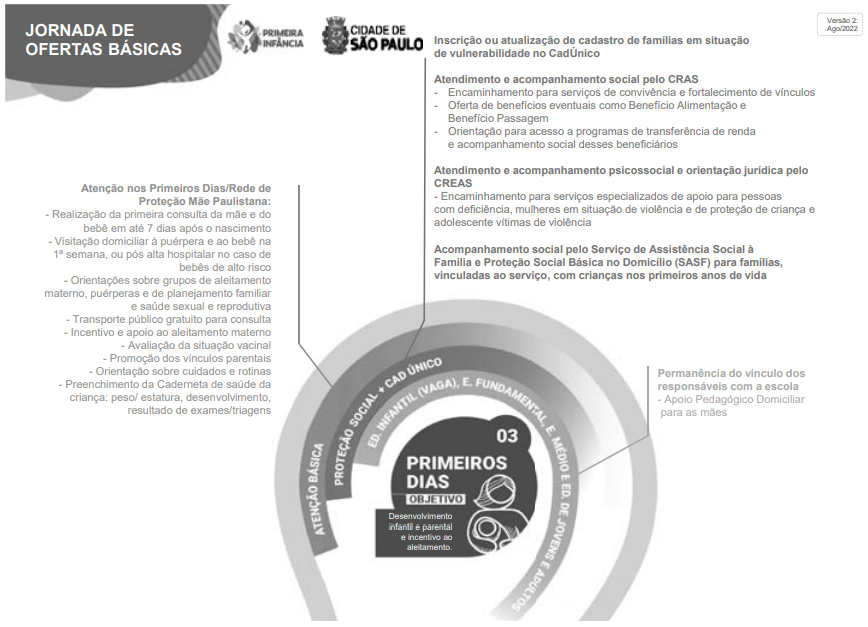 JORNADA DE
OFERTAS BÁSICAS
PRIMEIRA
INFÂNCIA
CIDADE DE
SÃO PAULO
Versão 2:
Ago/2022
Inscrição ou atualização de cadastro de famílias em situação
de vulnerabilidade no CadÚnico
Atendimento e acompanhamento social pelo CRAS
- Encaminhamento para serviços de convivência e fortalecimento de vínculos
- Oferta de benefícios eventuais como Benefício Alimentação e
Benefício Passagem
- Orientação para acesso a programas de transferência de renda
e acompanhamento social desses beneficiários
Atendimento e acompanhamento psicossocial e orientação jurídica pelo
CREAS
- Encaminhamento para serviços especializados de apoio para pessoas
com deficiência, mulheres em situação de violência e de proteção de criança e
adolescente vítimas de violência
Acompanhamento social pelo Serviço de Assistência Social à
Família e Proteção Social Básica no Domicílio (SASF) para famílias,
vinculadas ao serviço, com crianças nos primeiros anos de vida
Atenção nos Primeiros Dias/Rede de
Proteção Mãe Paulistana:
- Realização da primeira consulta da mãe e do
bebê em até 7 dias após o nascimento
- Visitação domiciliar à puérpera e ao bebê na
1ª semana, ou pós alta hospitalar no caso de
bebês de alto risco
- Orientações sobre grupos de aleitamento
materno, puérperas e de planejamento familiar
e saúde sexual e reprodutiva
- Transporte público gratuito para consulta
- Incentivo e apoio ao aleitamento materno
- Avaliação da situação vacinal
- Promoção dos vínculos parentais
- Orientação sobre cuidados e rotinas
- Preenchimento da Caderneta de saúde da
criança: peso/ estatura, desenvolvimento,
resultado de exames/triagens
Permanência do vínculo dos
responsáveis com a escola
- Apoio Pedagógico Domiciliar
para as mães
ATENÇÃO BÁSICA
PROTEÇÃO SOCIAL + CAD ÚNICO
ED. INFANTIL (VAGA), E. FUNDAMENTAL, E. MÉDIO E ED. DE JOVENS E ADULTOS
03
PRIMEIROS
DIAS
OBJETIVO
Desenvolvimento
infantil e parental
e incentivo ao
aleitamento.